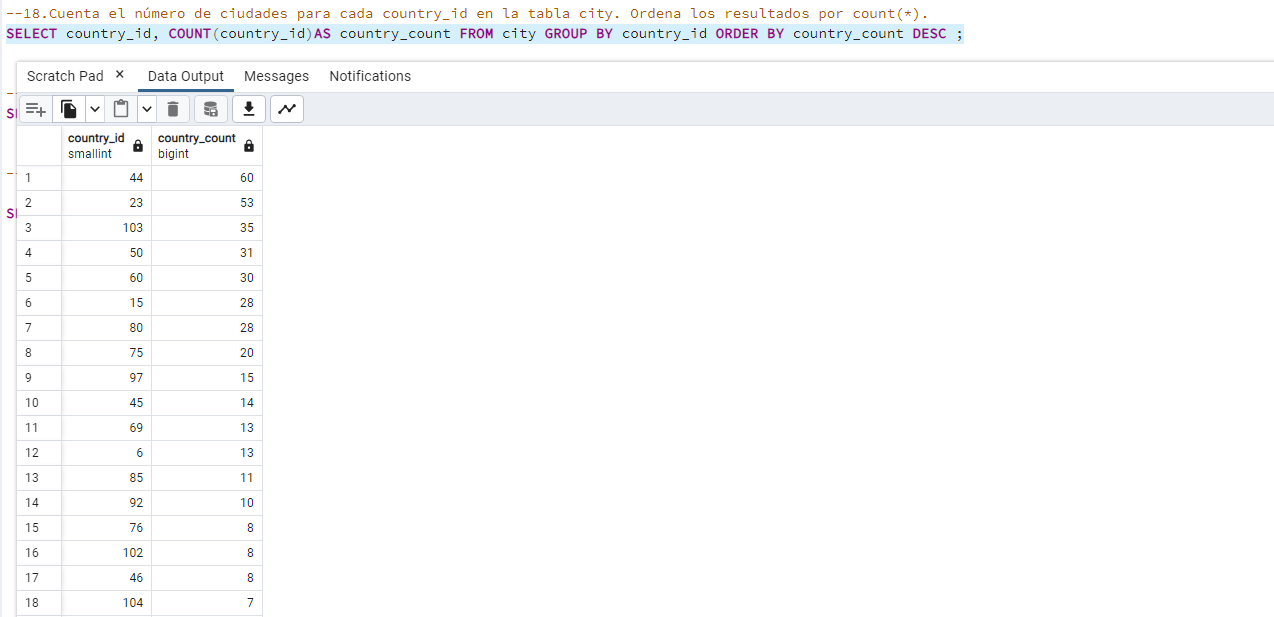 --18.Cuenta el número de ciudades para cada country_id en la tabla city. Ordena los resultados por count(*).
SELECT country_id, COUNT(country_id)AS country_count FROM city GROUP BY country_id ORDER BY country_count DESC ;
Scratch Pad × Data Output Messages Notifications
country_id country_count
smallint bigint
1 44 60
2 23 53
3 103 35
4 50 31
5 60 30
6 15 28
7 80 28
8 75 20
9 97 15
10 45 14
11 69 13
12 6 13
13 85 11
14 92 10
15 76 8
16 102 8
17 46 8
18 104 7